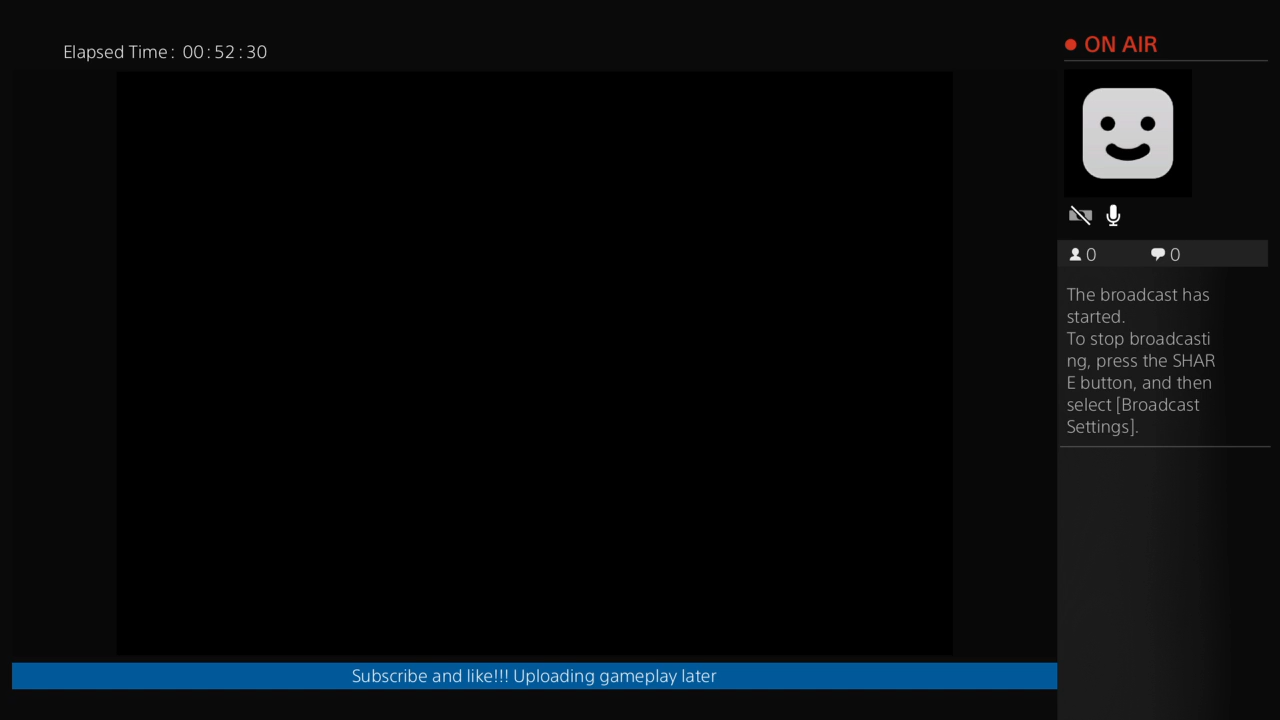 Elapsed Time: 00:52:30
ON AIR
0 0
The broadcast has
started.
To stop broadcasti
ng, press the SHAR
E button, and then
select [Broadcast
Settings].
Subscribe and like!!! Uploading gameplay later